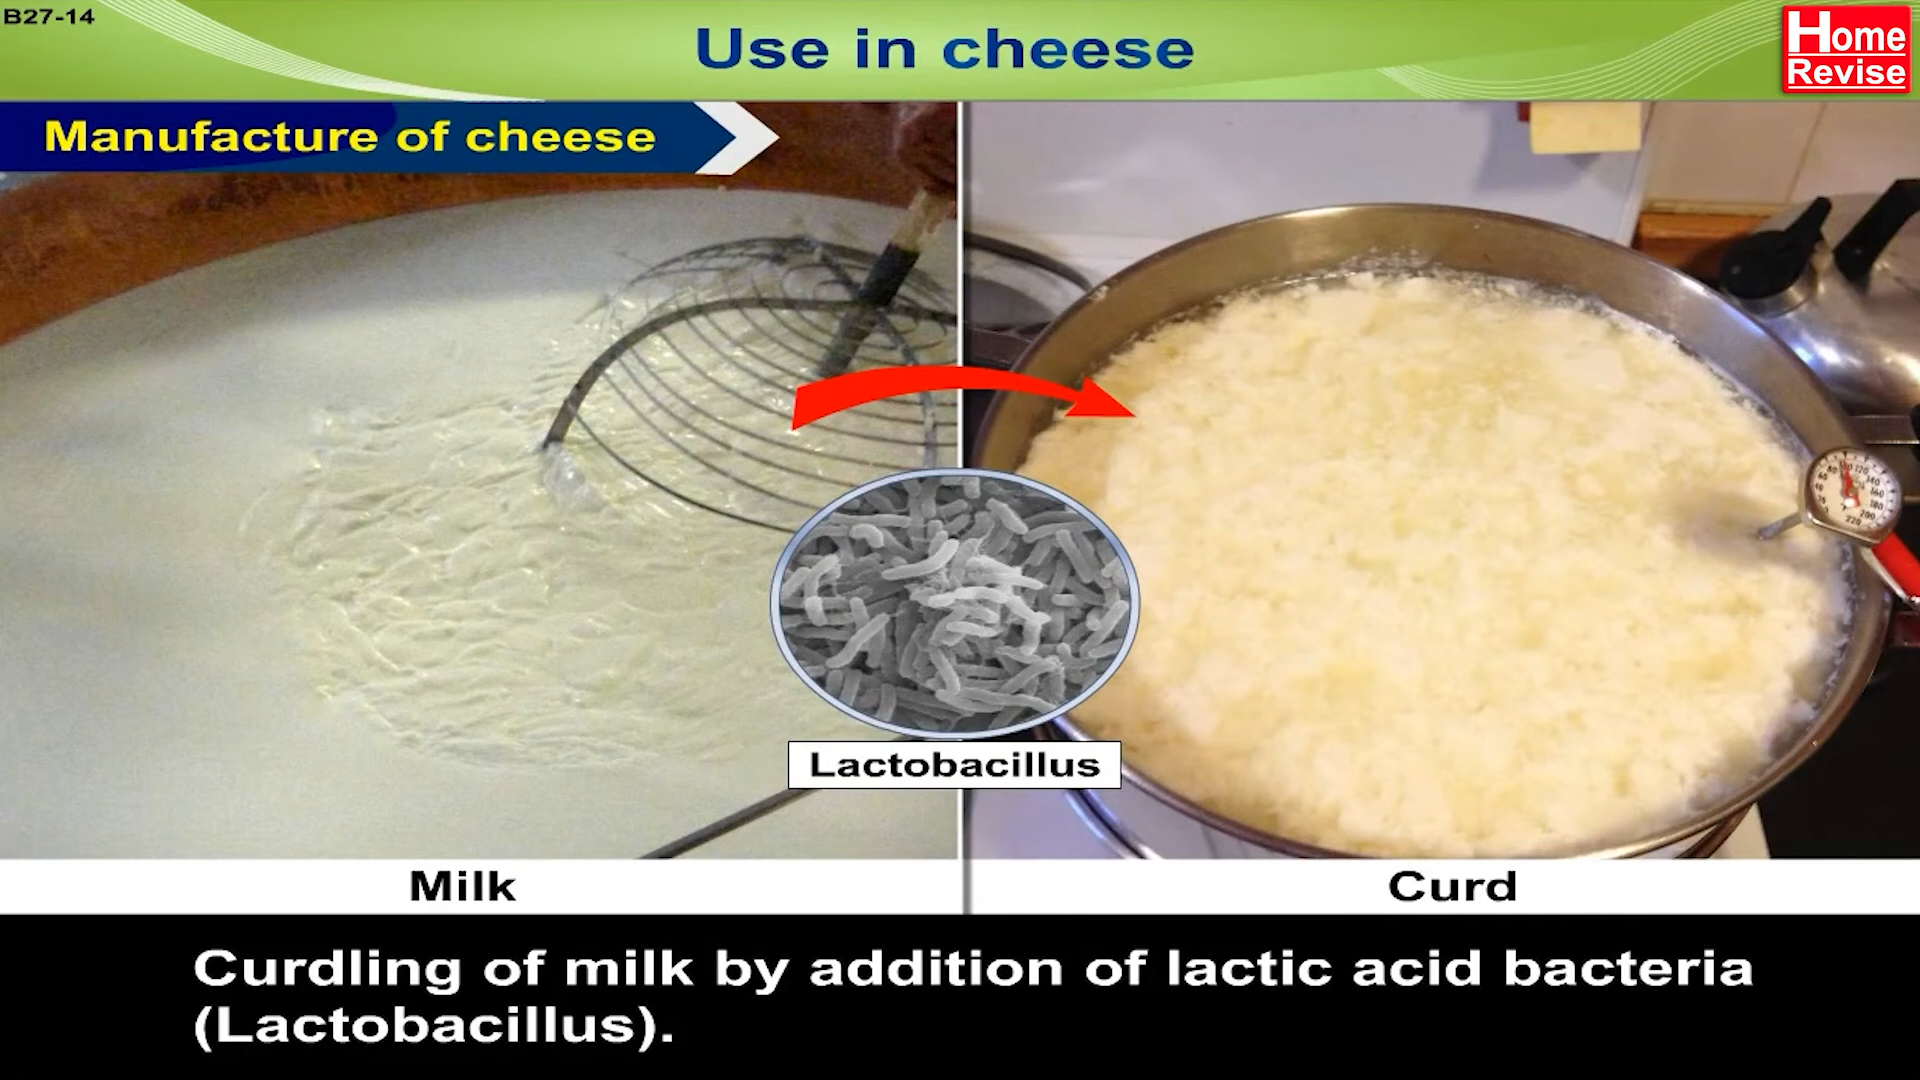 B27-14
Use in cheese
Home
Revise
Manufacture of cheese
Lactobacillus
Milk
Curd
Curdling of milk by addition of lactic acid bacteria
(Lactobacillus).